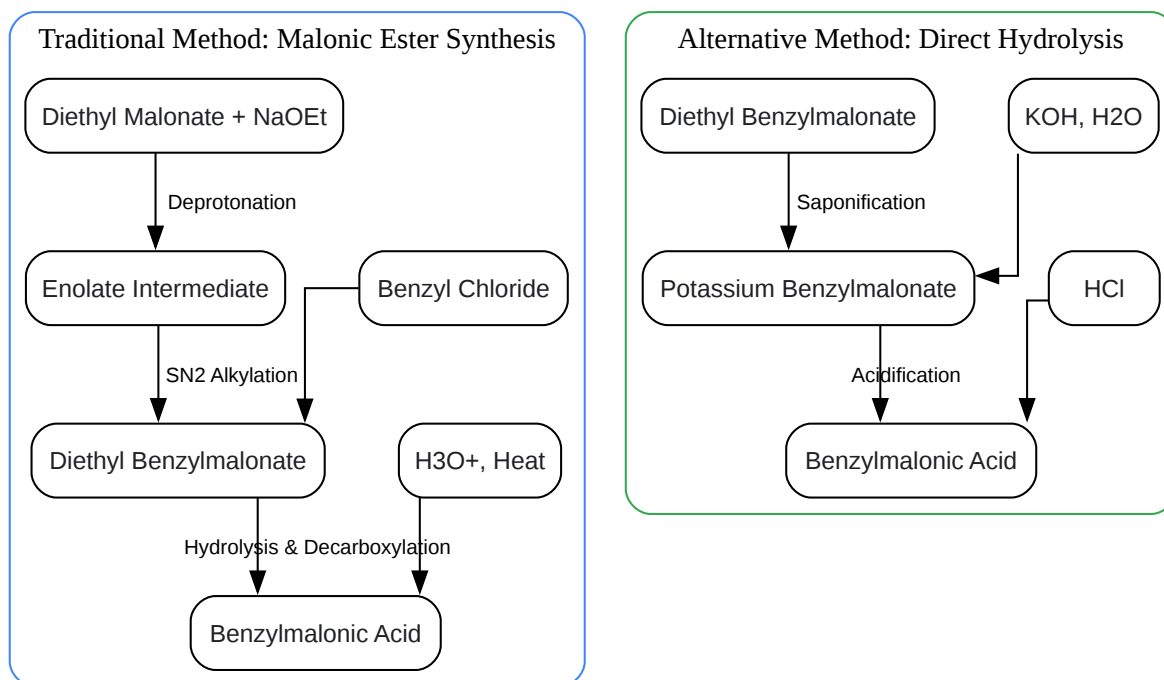 Traditional Method: Malonic Ester Synthesis
Diethyl Malonate + NaOEt
Deprotonation
Enolate Intermediate
Benzyl Chloride
SN2 Alkylation
Diethyl Benzylmalonate
H3O+, Heat
Hydrolysis & Decarboxylation
Benzylmalonic Acid
Alternative Method: Direct Hydrolysis
Diethyl Benzylmalonate
KOH, H2O
Saponification
Potassium Benzylmalonate
HCl
Acidification
Benzylmalonic Acid